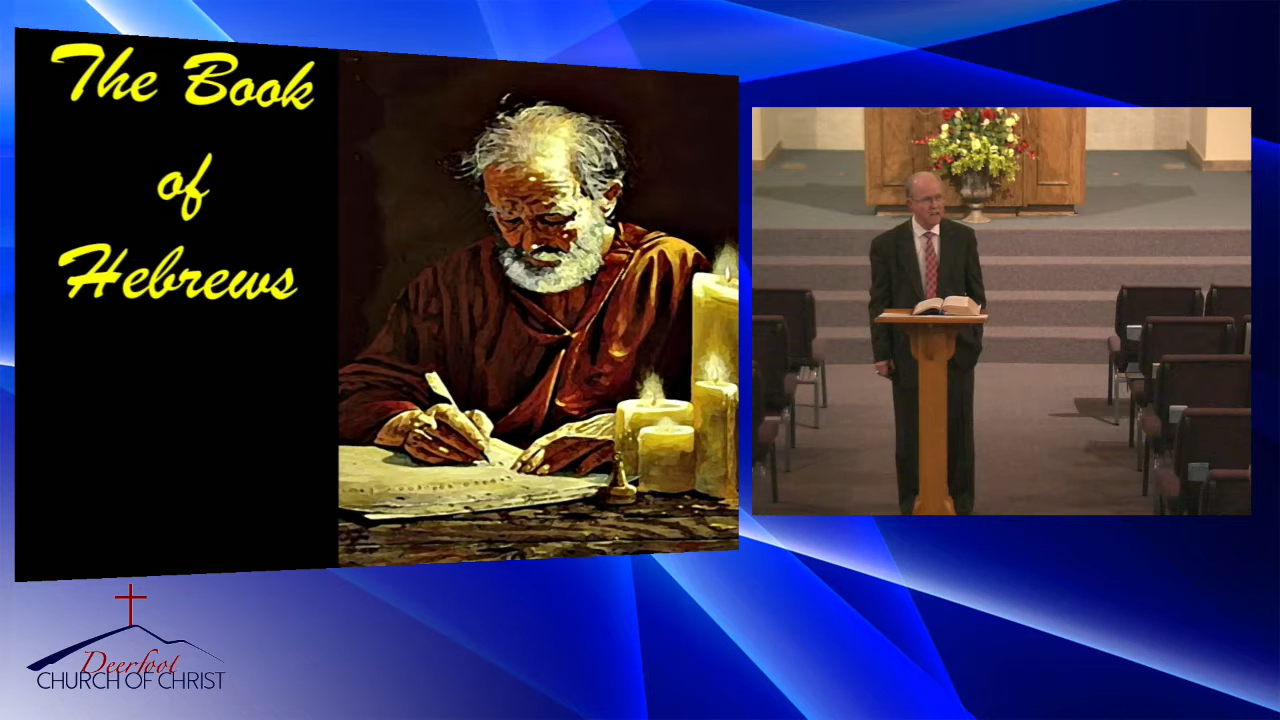 The Book
of
Hebrews
Deerfoot
CHURCH OF CHRIST